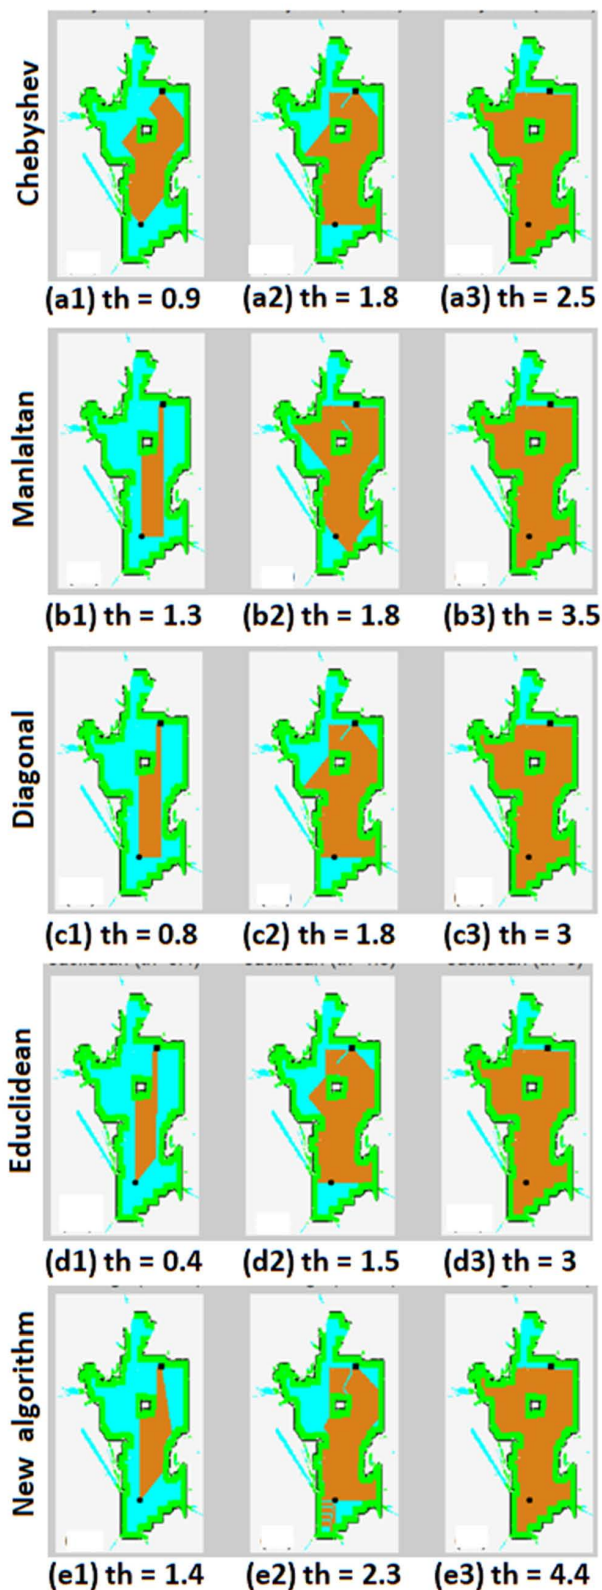 Chebyshev
(a1) th = 0.9 (a2) th = 1.8 (a3) th = 2.5
Manlaltan
(b1) th = 1.3 (b2) th = 1.8 (b3) th = 3.5
Diagonal
(c1) th = 0.8 (c2) th = 1.8 (c3) th = 3
Educlidean
(d1) th = 0.4 (d2) th = 1.5 (d3) th = 3
New algorithm
(e1) th = 1.4 (e2) th = 2.3 (e3) th = 4.4